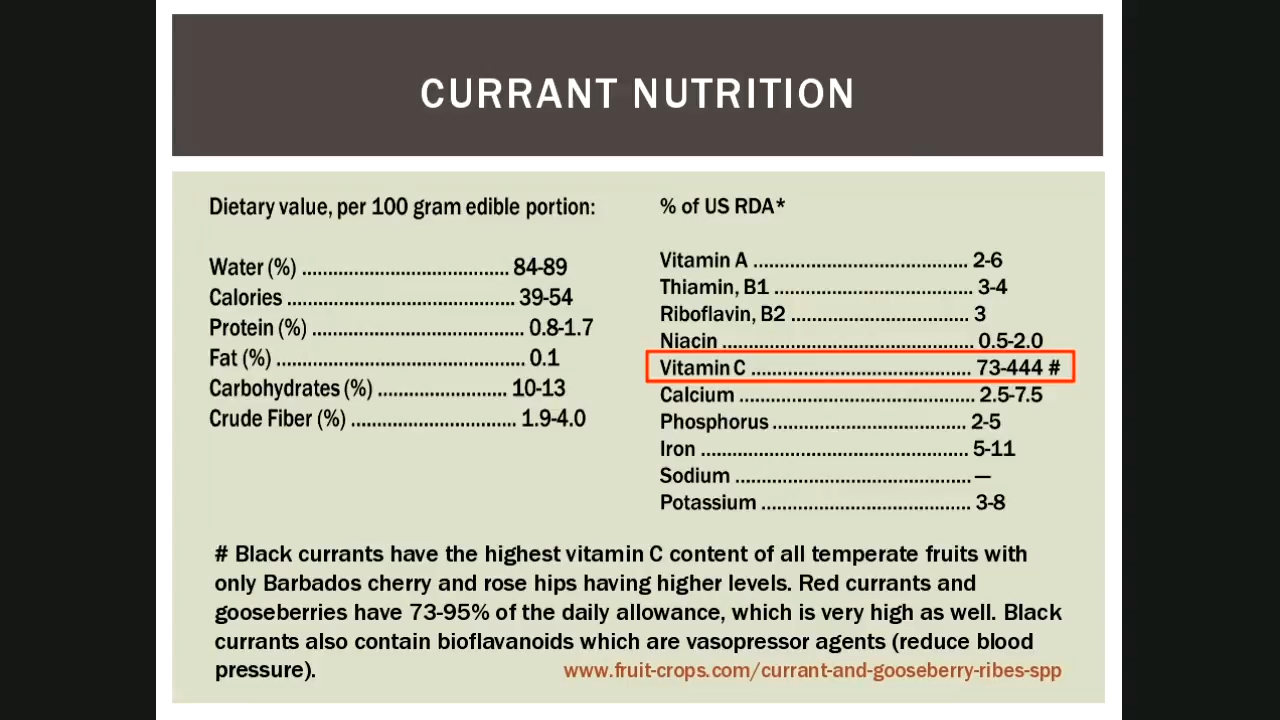 CURRANT NUTRITION
Dietary value, per 100 gram edible portion:
Water (%) ........................................ 84-89
Calories ............................................ 39-54
Protein (%) ......................................... 0.8-1.7
Fat (%) ................................................ 0.1
Carbohydrates (%) ......................... 10-13
Crude Fiber (%) ................................ 1.9-4.0
% of US RDA*
Vitamin A ......................................... 2-6
Thiamin, B1 ...................................... 3-4
Riboflavin, B2 .................................. 3
Niacin ................................................ 0.5-2.0
Vitamin C .......................................... 73-444 #
Calcium ............................................. 2.5-7.5
Phosphorus ..................................... 2-5
Iron .................................................... 5-11
Sodium ............................................. —
Potassium ........................................ 3-8
# Black currants have the highest vitamin C content of all temperate fruits with
only Barbados cherry and rose hips having higher levels. Red currants and
gooseberries have 73-95% of the daily allowance, which is very high as well. Black
currants also contain bioflavanoids which are vasopressor agents (reduce blood
pressure).
www.fruit-crops.com/currant-and-gooseberry-ribes-spp